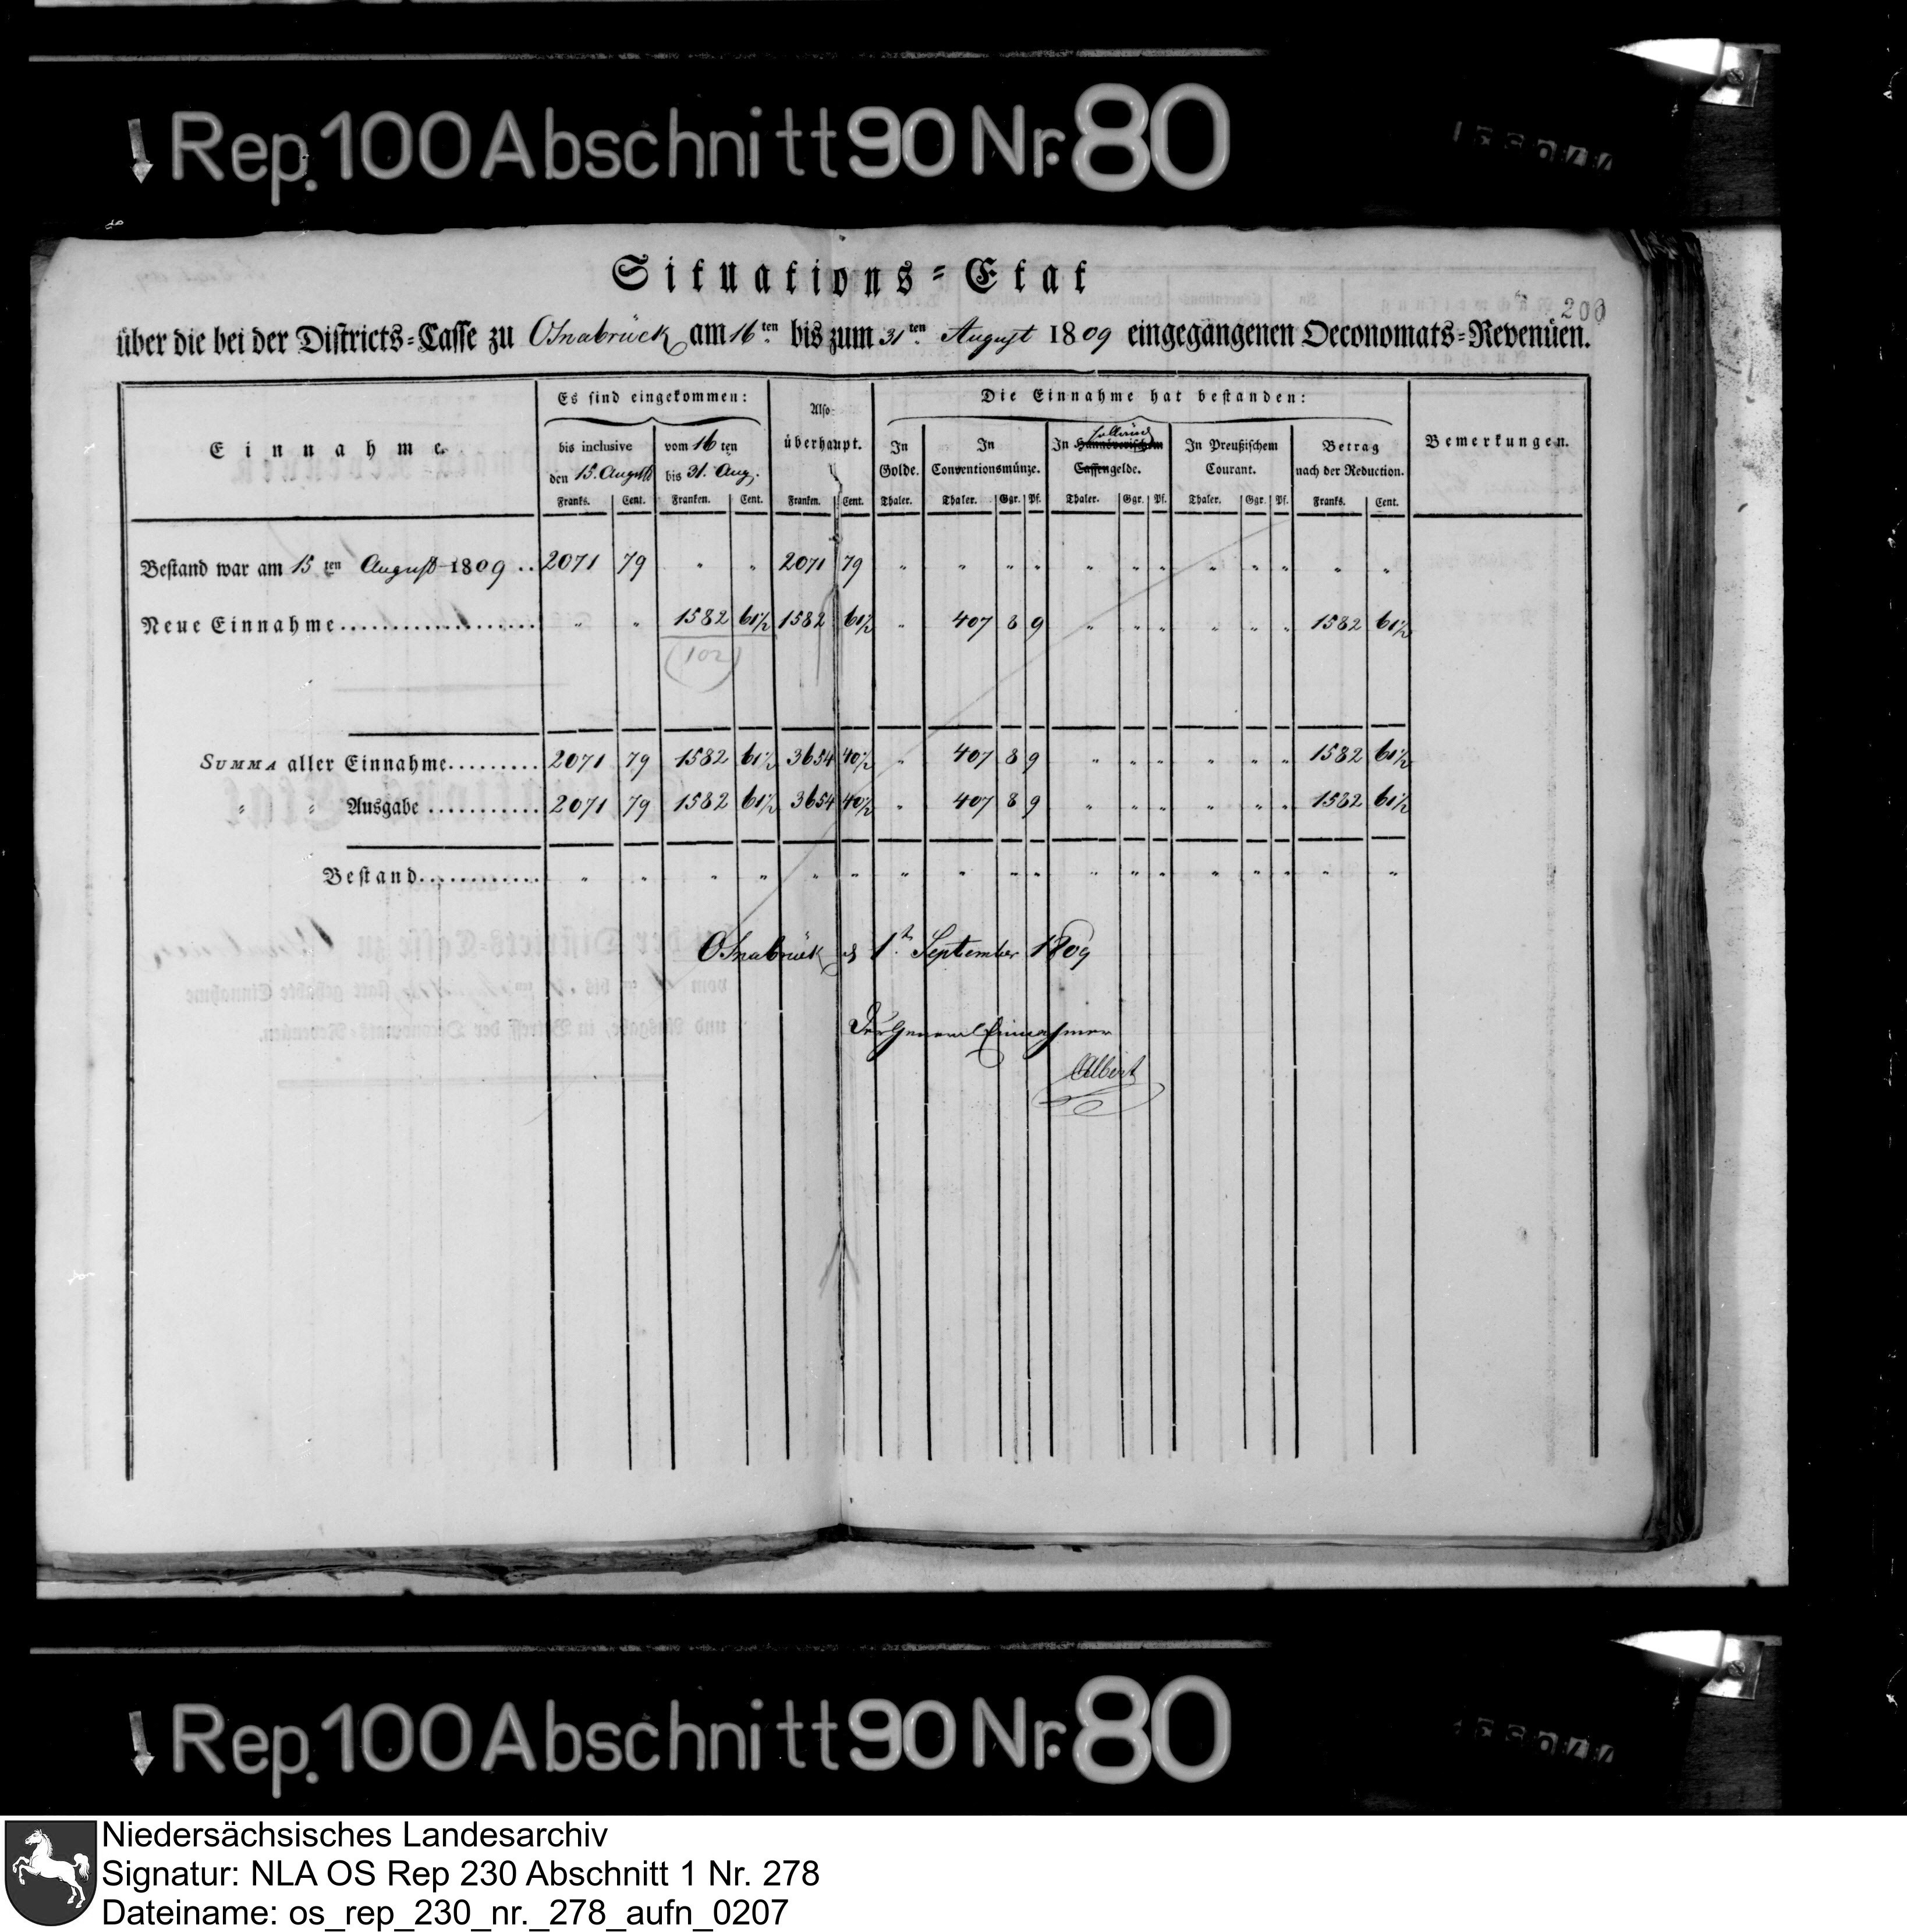 Rep. 100 Abschnitt 90 Nr. 80
Situations-Etat
200
über die bei der Districts-Casse zu Osnabrück am 16ten bis zum 31ten August 1809 eingegangenen Oeconomats-Revenüen.
Einnahme.
Es sind eingekommen:
bis inclusive den 15. August
Franks. Cent.
vom 16 ten bis 31. Aug.
Franken. Cent.
Also überhaupt.
Franken. Cent.
Die Einnahme hat bestanden:
In Golde.
Thaler.
In Conventionsmünze.
Thaler. Ggr. Pf.
In Hannöverischem Cassengelde.
Thaler. Ggr. Pf.
In Preußischem Courant.
Thaler. Ggr. Pf.
Betrag nach der Reduction.
Franks. Cent.
Bemerkungen.
Bestand war am 15 ten August 1809 .. 2071 79 " " 2071 79 " " " " " " " " " " " "
Neue Einnahme................... " " 1582 61½ 1582 61½ " 407 8 9 " " " " " " 1582 61½
(102)
SUMMA aller Einnahme......... 2071 79 1582 61½ 3654 40½ " 407 8 9 " " " " " " 1582 61½
" " Ausgabe ........... 2071 79 1582 61½ 3654 40½ " 407 8 9 " " " " " " 1582 61½
Bestand............ " " " " " " " " " " " " " " " " " "
Osnabrück d 1t September 1809
Der General Einnehmer
Albert
Rep. 100 Abschnitt 90 Nr. 80
Niedersächsisches Landesarchiv
Signatur: NLA OS Rep 230 Abschnitt 1 Nr. 278
Dateiname: os_rep_230_nr._278_aufn_0207